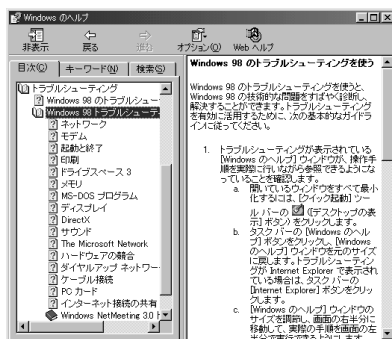 Windows のヘルプ
非表示
戻る
進む
オプション(O)
Web ヘルプ
目次(C)
キーワード(N)
検索(S)
トラブルシューティング
Windows 98 のトラブルシュー
Windows 98 トラブルシューテ
ネットワーク
モデム
起動と終了
印刷
ドライブスペース 3
メモリ
MS-DOS プログラム
ディスプレイ
DirectX
サウンド
The Microsoft Network
ハードウェアの競合
ダイヤルアップ ネットワー
ケーブル接続
PC カード
インターネット接続の共有
Windows NetMeeting 3.0 ト
Windows 98 のトラブルシューティングを使う
Windows 98 のトラブルシューティングを使うと、
Windows 98 の技術的な問題をすばやく診断し、
解決することができます。トラブルシューティング
を有効に活用するために、次の基本的なガイドラ
インに従ってください。
1. トラブルシューティングが表示されている
[Windows のヘルプ] ウィンドウが、操作手
順を実際に行いながら参照できるようにな
っていることを確認します。
a. 開いているウィンドウをすべて最小
化するには、[クイック起動] ツー
ル バーの (デスクトップの表
示) ボタンをクリックします。
b. タスク バーの [Windows のヘル
プ] ボタンをクリックし、[Windows
のヘルプ] ウィンドウを元のサイズ
に戻します。トラブルシューティン
グが Internet Explorer で表示され
ている場合は、タスク バーの
[Internet Explorer] ボタンをクリッ
クします。
c. [Windows のヘルプ] ウィンドウの
サイズを調節し、画面の右半分に
移動して、実際の手順を画面の左
半分で実行できるようにします。